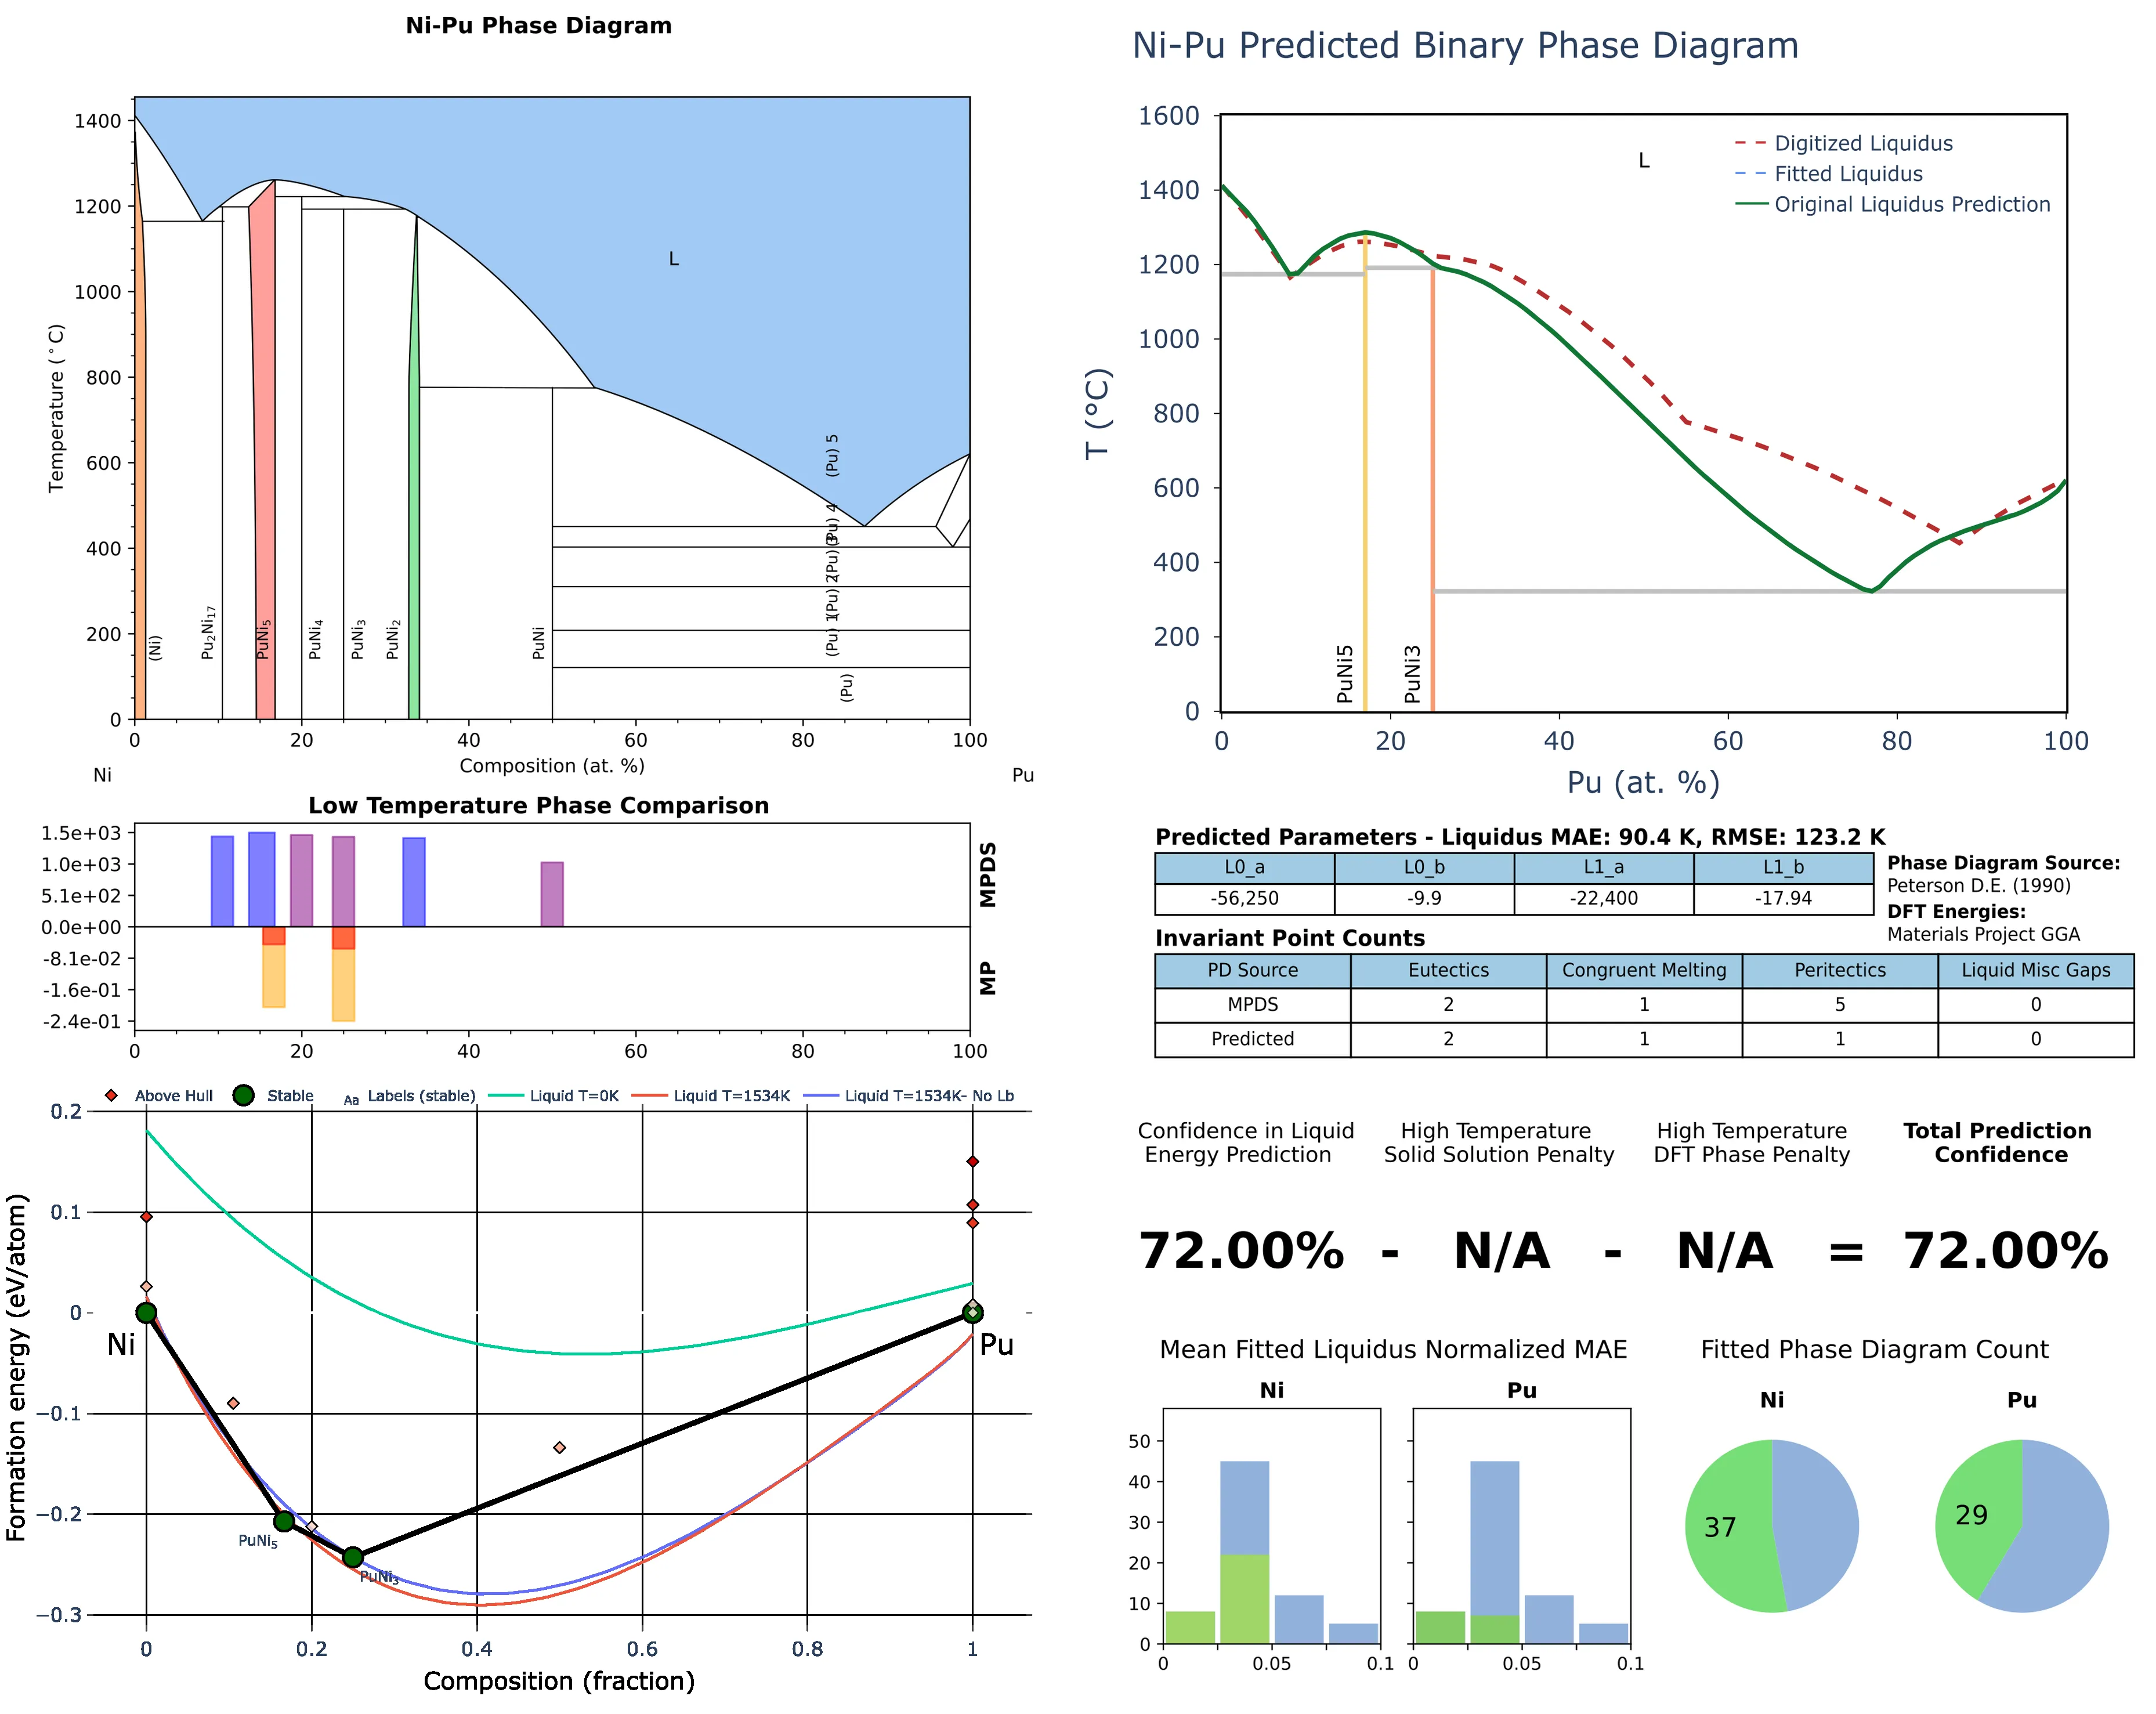 Ni-Pu Phase Diagram
1400
1200
1000
800
600
400
200
0
Temperature (°C)
L
(Ni)
Pu₂Ni₁₇
PuNi₅
PuNi₄
PuNi₃
PuNi₂
PuNi
(Pu) 5
(Pu) 4
(Pu) 3
(Pu) 2
(Pu) 1
(Pu)
0 20 40 60 80 100
Composition (at. %)
Ni
Pu
Low Temperature Phase Comparison
1.5e+03
1.0e+03
5.1e+02
0.0e+00
-8.1e-02
-1.6e-01
-2.4e-01
MPDS
MP
0 20 40 60 80 100
Above Hull Stable Aa Labels (stable) Liquid T=0K Liquid T=1534K Liquid T=1534K- No Lb
0.2
0.1
0
−0.1
−0.2
−0.3
Formation energy (eV/atom)
Ni
Pu
PuNi₅
PuNi₃
0 0.2 0.4 0.6 0.8 1
Composition (fraction)
Ni-Pu Predicted Binary Phase Diagram
1600
1400
1200
1000
800
600
400
200
0
T (°C)
L
Digitized Liquidus
Fitted Liquidus
Original Liquidus Prediction
PuNi5
PuNi3
0 20 40 60 80 100
Pu (at. %)
Predicted Parameters - Liquidus MAE: 90.4 K, RMSE: 123.2 K
L0_a L0_b L1_a L1_b
-56,250 -9.9 -22,400 -17.94
Phase Diagram Source:
Peterson D.E. (1990)
DFT Energies:
Materials Project GGA
Invariant Point Counts
PD Source Eutectics Congruent Melting Peritectics Liquid Misc Gaps
MPDS 2 1 5 0
Predicted 2 1 1 0
Confidence in Liquid
Energy Prediction
High Temperature
Solid Solution Penalty
High Temperature
DFT Phase Penalty
Total Prediction
Confidence
72.00% - N/A - N/A = 72.00%
Mean Fitted Liquidus Normalized MAE
Ni
Pu
50
40
30
20
10
0
0 0.05 0.1
0 0.05 0.1
Fitted Phase Diagram Count
Ni
Pu
37
29